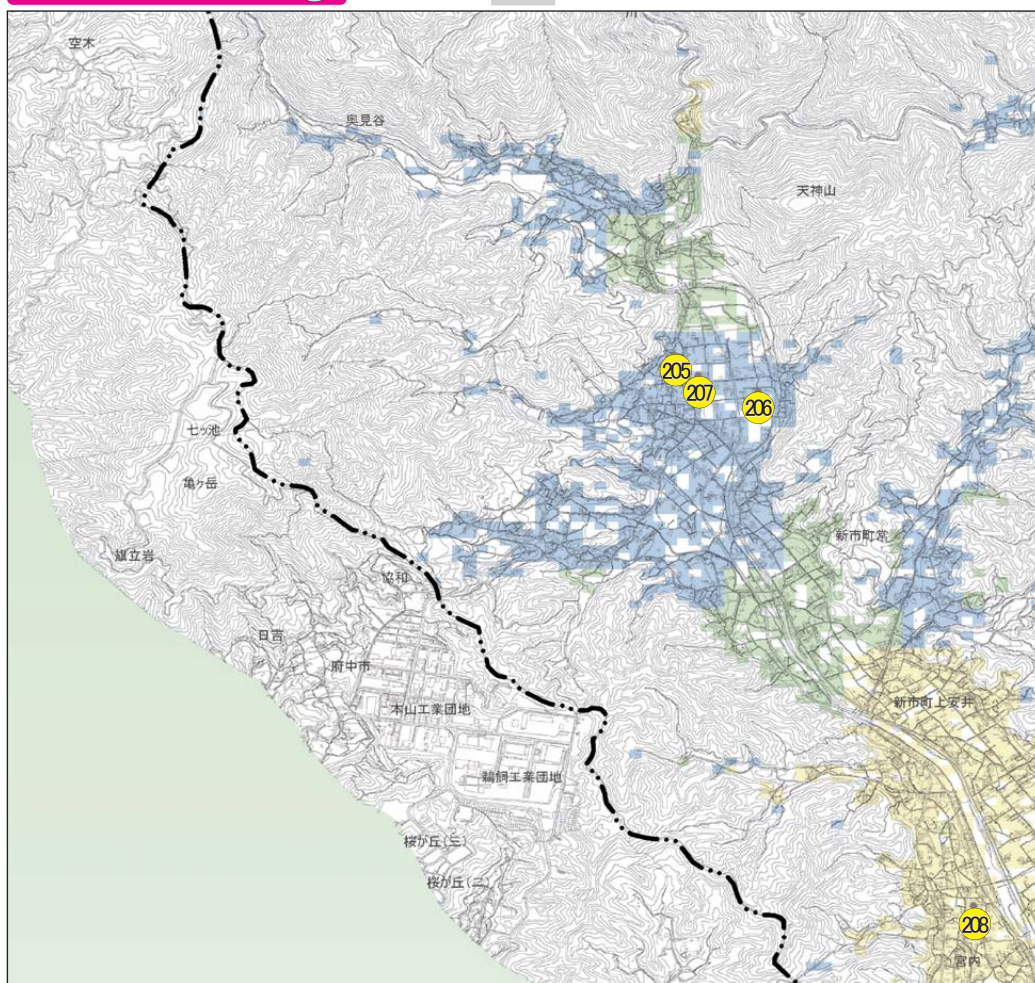 空木
奥見谷
天神山
205
207
206
七ッ池
亀ヶ岳
新市町常
旗立岩
協和
日吉
府中市
本山工業団地
新市町上安井
鵜飼工業団地
桜が丘(三)
桜が丘(二)
208
宮内